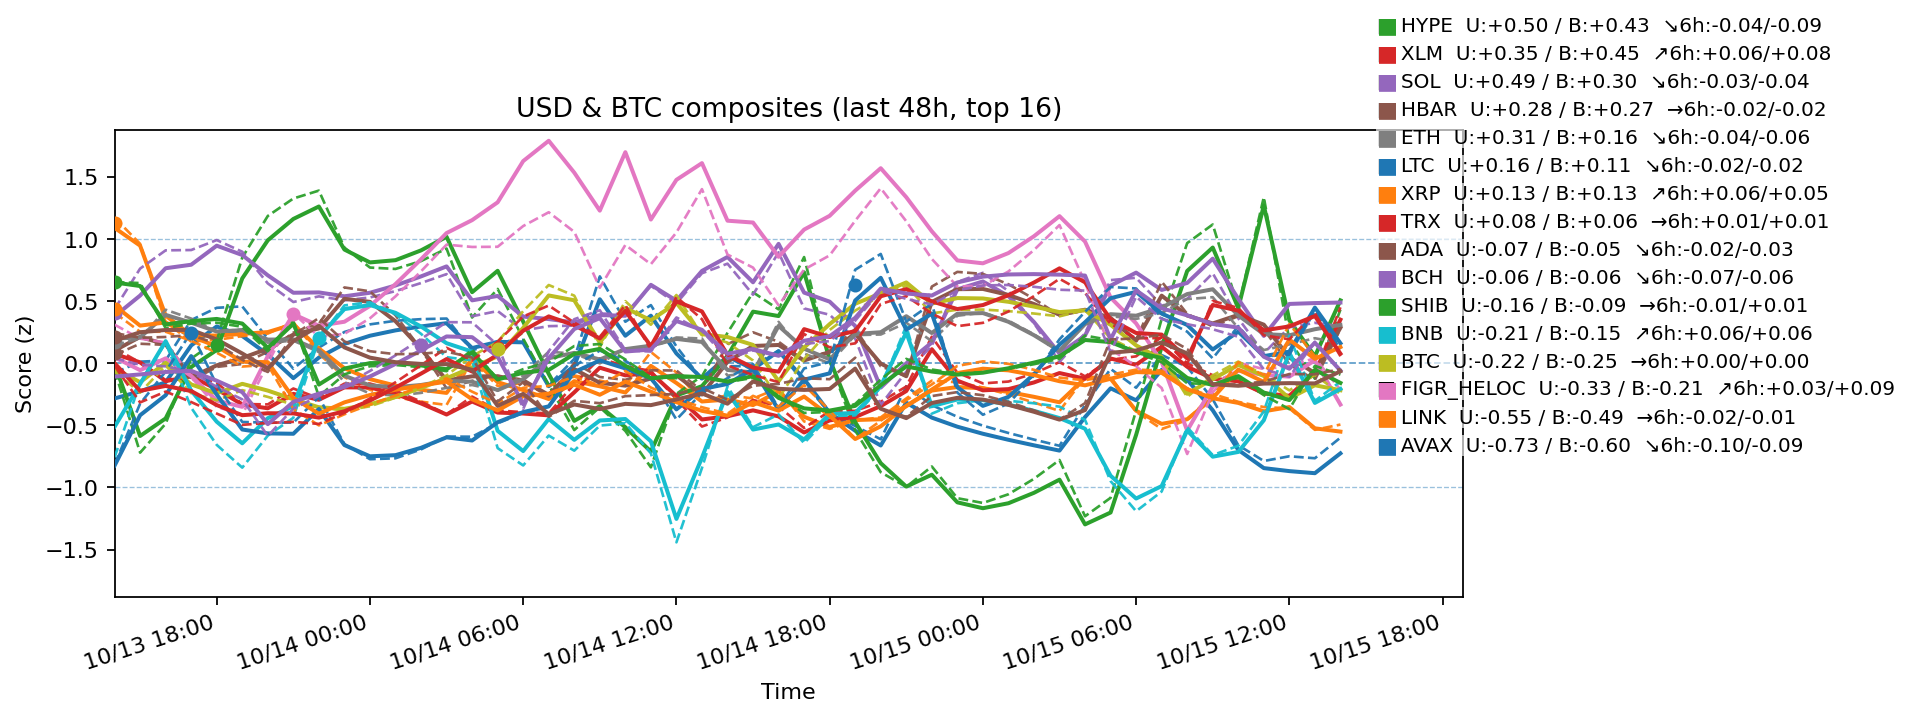 HYPE  U:+0.50 / B:+0.43  ↘6h:-0.04/-0.09
XLM  U:+0.35 / B:+0.45  ↗6h:+0.06/+0.08
SOL  U:+0.49 / B:+0.30  ↘6h:-0.03/-0.04
HBAR  U:+0.28 / B:+0.27  →6h:-0.02/-0.02
ETH  U:+0.31 / B:+0.16  ↘6h:-0.04/-0.06
LTC  U:+0.16 / B:+0.11  ↘6h:-0.02/-0.02
XRP  U:+0.13 / B:+0.13  ↗6h:+0.06/+0.05
TRX  U:+0.08 / B:+0.06  →6h:+0.01/+0.01
ADA  U:-0.07 / B:-0.05  ↘6h:-0.02/-0.03
BCH  U:-0.06 / B:-0.06  ↘6h:-0.07/-0.06
SHIB  U:-0.16 / B:-0.09  →6h:-0.01/+0.01
BNB  U:-0.21 / B:-0.15  ↗6h:+0.06/+0.06
BTC  U:-0.22 / B:-0.25  →6h:+0.00/+0.00
FIGR_HELOC  U:-0.33 / B:-0.21  ↗6h:+0.03/+0.09
LINK  U:-0.55 / B:-0.49  →6h:-0.02/-0.01
AVAX  U:-0.73 / B:-0.60  ↘6h:-0.10/-0.09
USD & BTC composites (last 48h, top 16)
Score (z)
1.5
1.0
0.5
0.0
−0.5
−1.0
−1.5
10/13 18:00
10/14 00:00
10/14 06:00
10/14 12:00
10/14 18:00
10/15 00:00
10/15 06:00
10/15 12:00
10/15 18:00
Time